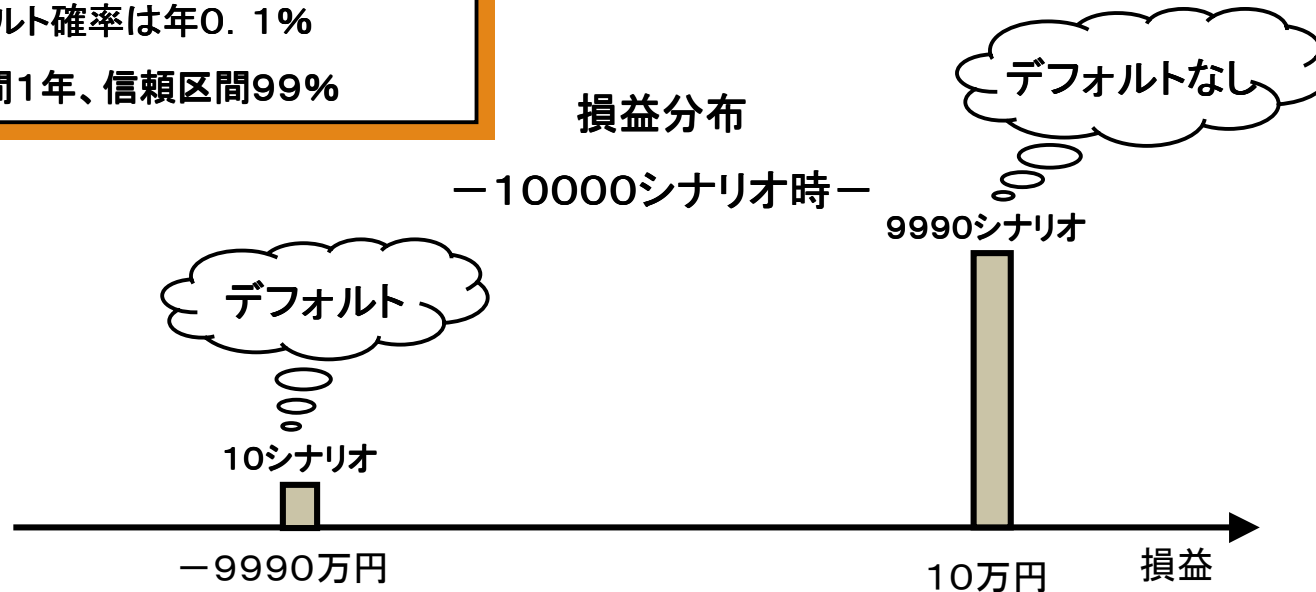 ルト確率は年0.1%
間1年、信頼区間99%
損益分布
－10000シナリオ時－
デフォルトなし
9990シナリオ
デフォルト
10シナリオ
－9990万円
10万円
損益